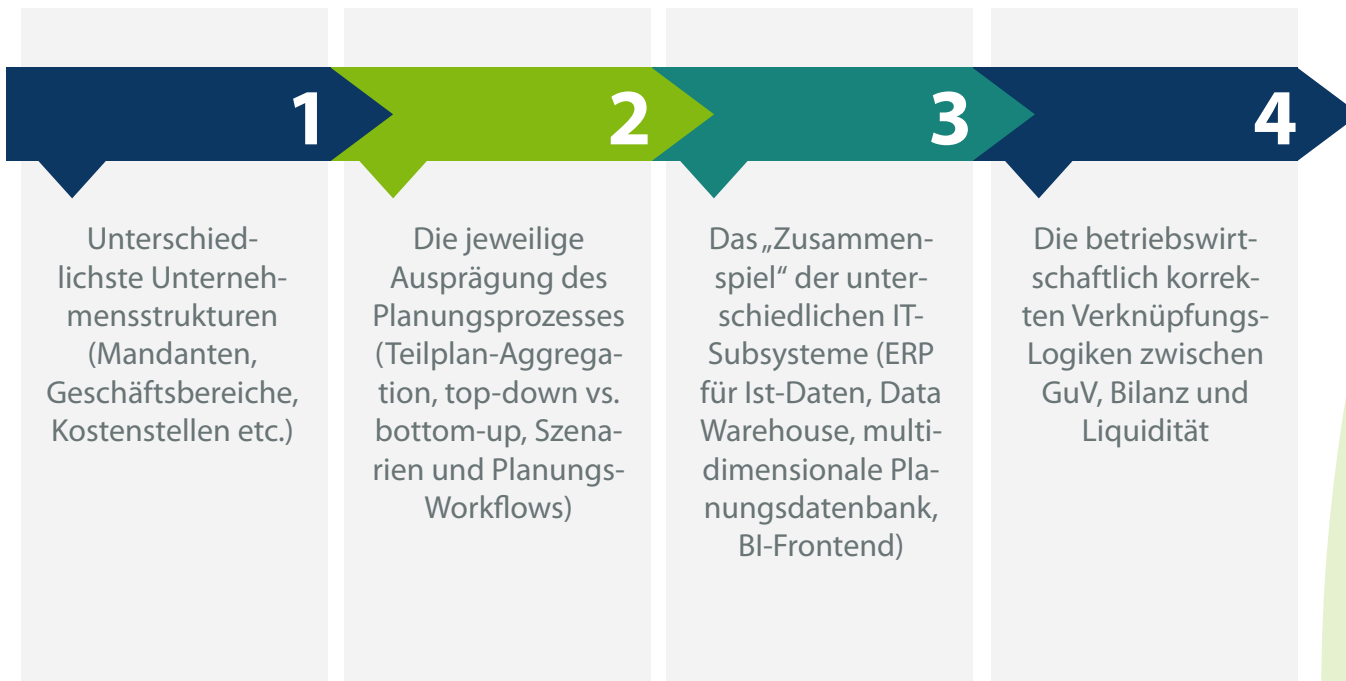 1
Unterschied-
lichste Unterneh-
mensstrukturen
(Mandanten,
Geschäftsbereiche,
Kostenstellen etc.)
2
Die jeweilige
Ausprägung des
Planungsprozesses
(Teilplan-Aggrega-
tion, top-down vs.
bottom-up, Szena-
rien und Planungs-
Workflows)
3
Das „Zusammen-
spiel“ der unter-
schiedlichen IT-
Subsysteme (ERP
für Ist-Daten, Data
Warehouse, multi-
dimensionale Pla-
nungsdatenbank,
BI-Frontend)
4
Die betriebswirt-
schaftlich korrek-
ten Verknüpfungs-
Logiken zwischen
GuV, Bilanz und
Liquidität